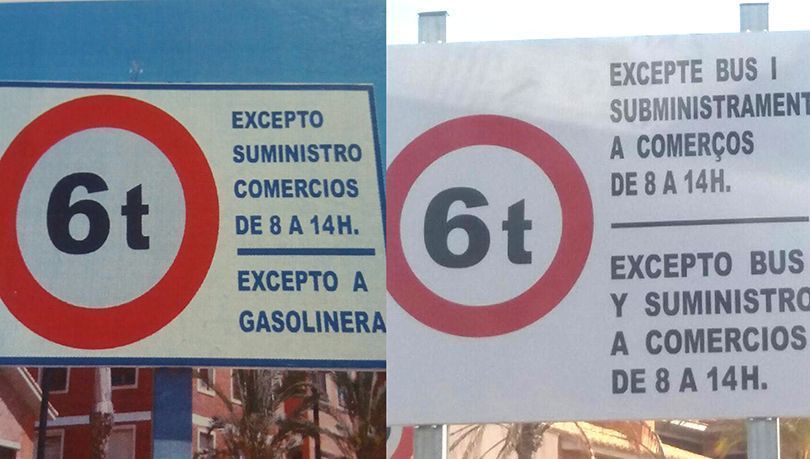 6t
EXCEPTO
SUMINISTRO
COMERCIOS
DE 8 A 14H.
EXCEPTO A
GASOLINERA
6t
EXCEPTE BUS I
SUBMINISTRAMENT
A COMERÇOS
DE 8 A 14H.
EXCEPTO BUS
Y SUMINISTRO
A COMERCIOS
DE 8 A 14H.